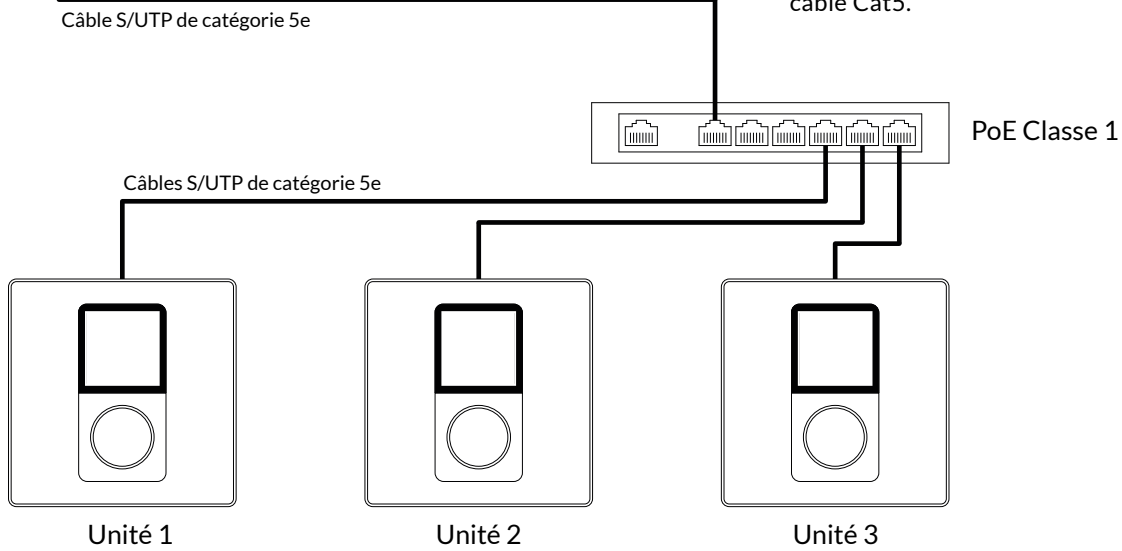 câble Cat5.
Câble S/UTP de catégorie 5e
PoE Classe 1
Câbles S/UTP de catégorie 5e
Unité 1
Unité 2
Unité 3